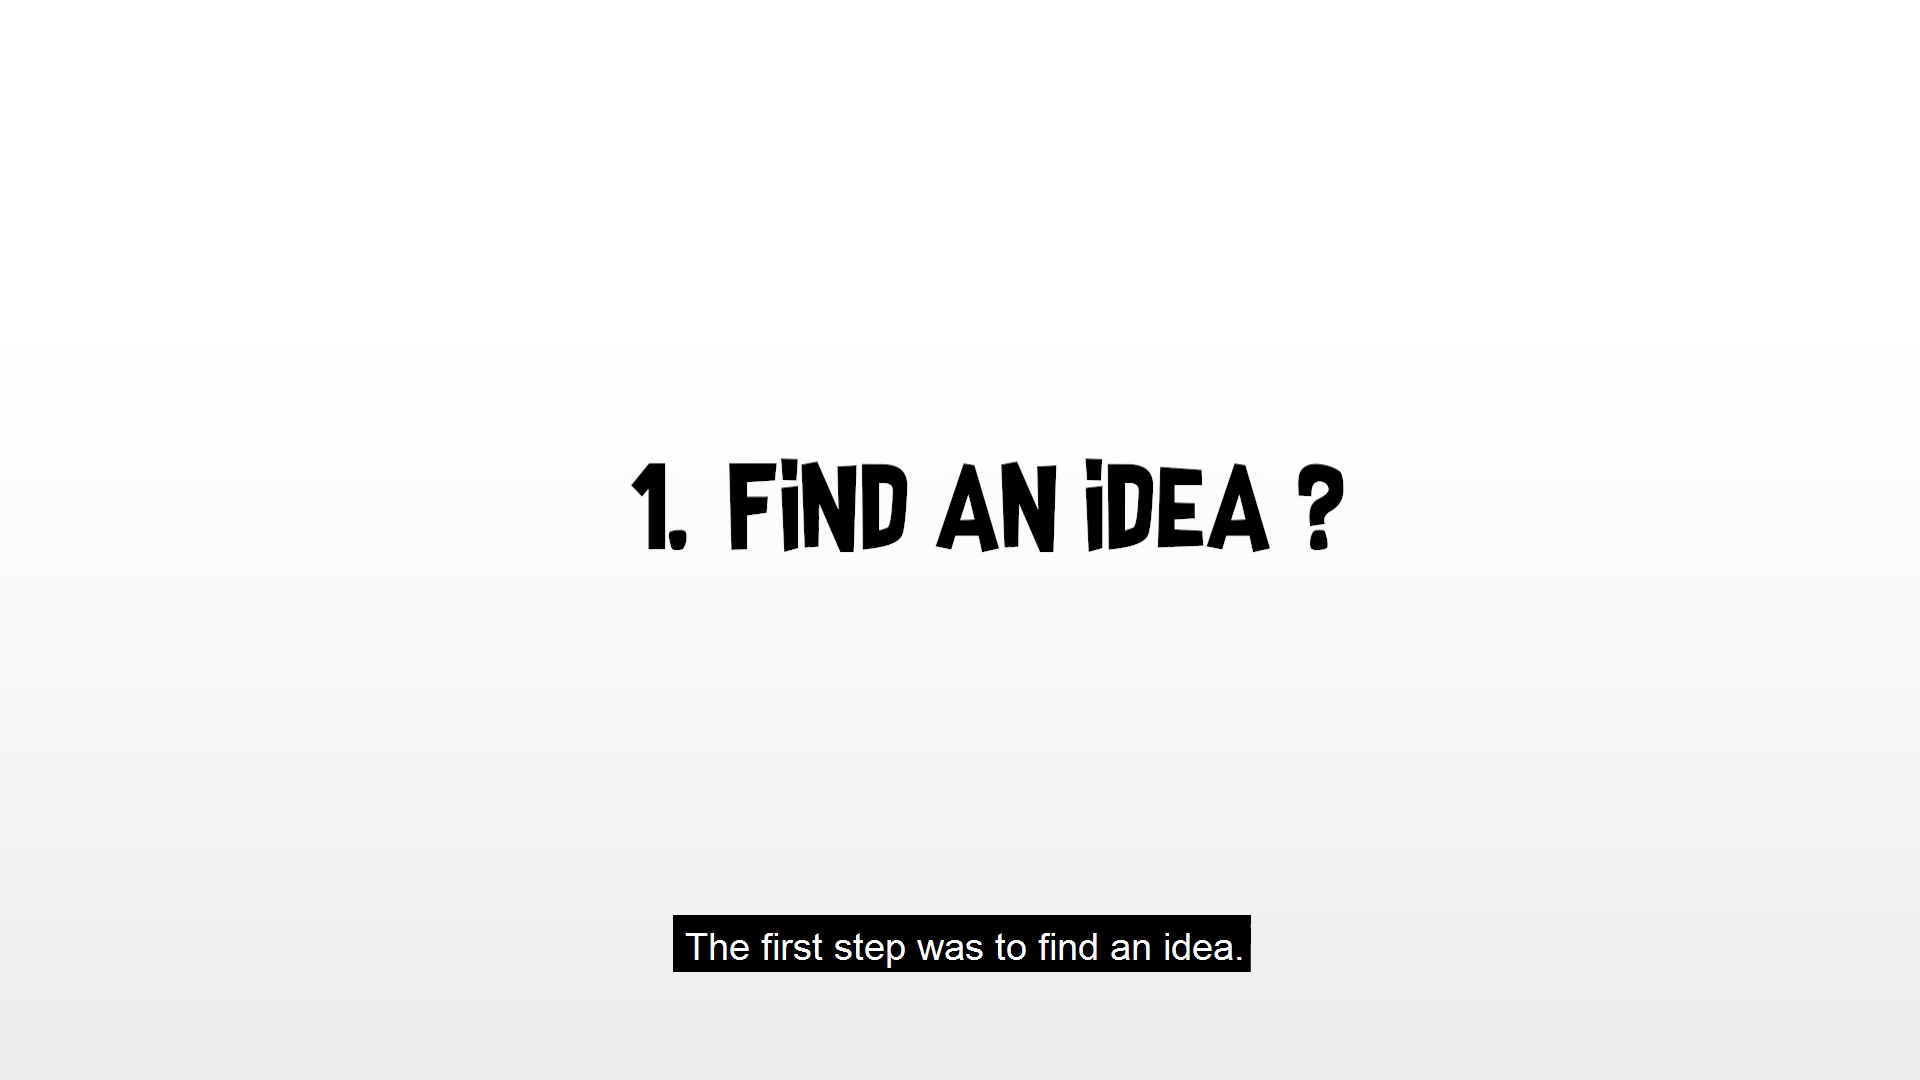 1. FiND AN iDEA ?
The first step was to find an idea.